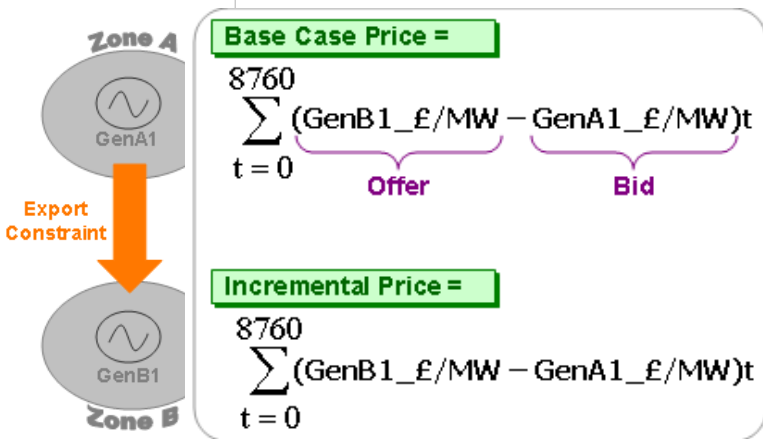 Zone A
GenA1
Export
Constraint
GenB1
Zone B
Base Case Price =
8760
∑ (GenB1_£/MW – GenA1_£/MW)t
t = 0
Offer
Bid
Incremental Price =
8760
∑ (GenB1_£/MW – GenA1_£/MW)t
t = 0